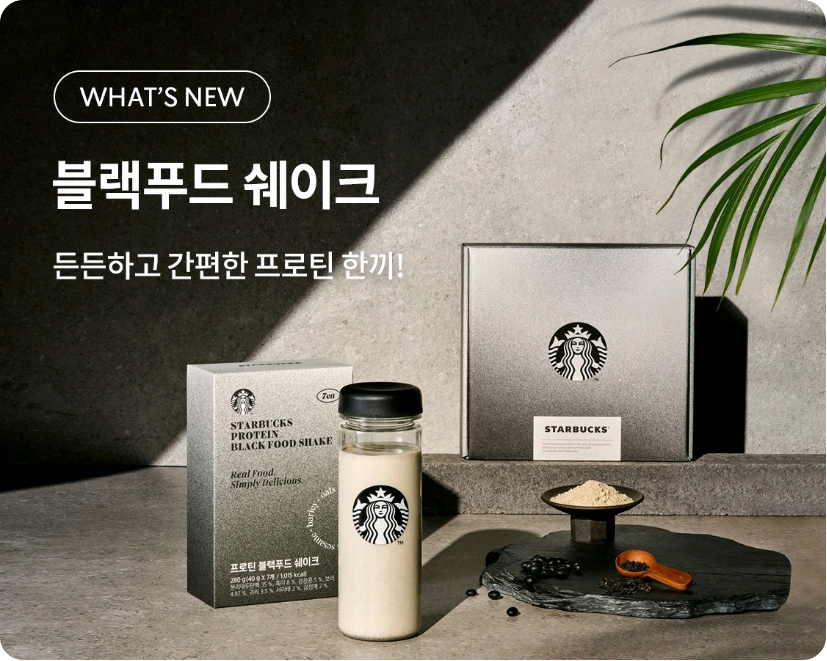 WHAT'S NEW
블랙푸드 쉐이크
든든하고 간편한 프로틴 한끼!
STARBUCKS
7ea
STARBUCKS
PROTEIN
BLACK FOOD SHAKE
Real Food.
Simply Delicious.
sesame · barley · oats
프로틴 블랙푸드 쉐이크
280 g(40 g X 7개 / 1,015 kcal)
STARBUCKS
TM